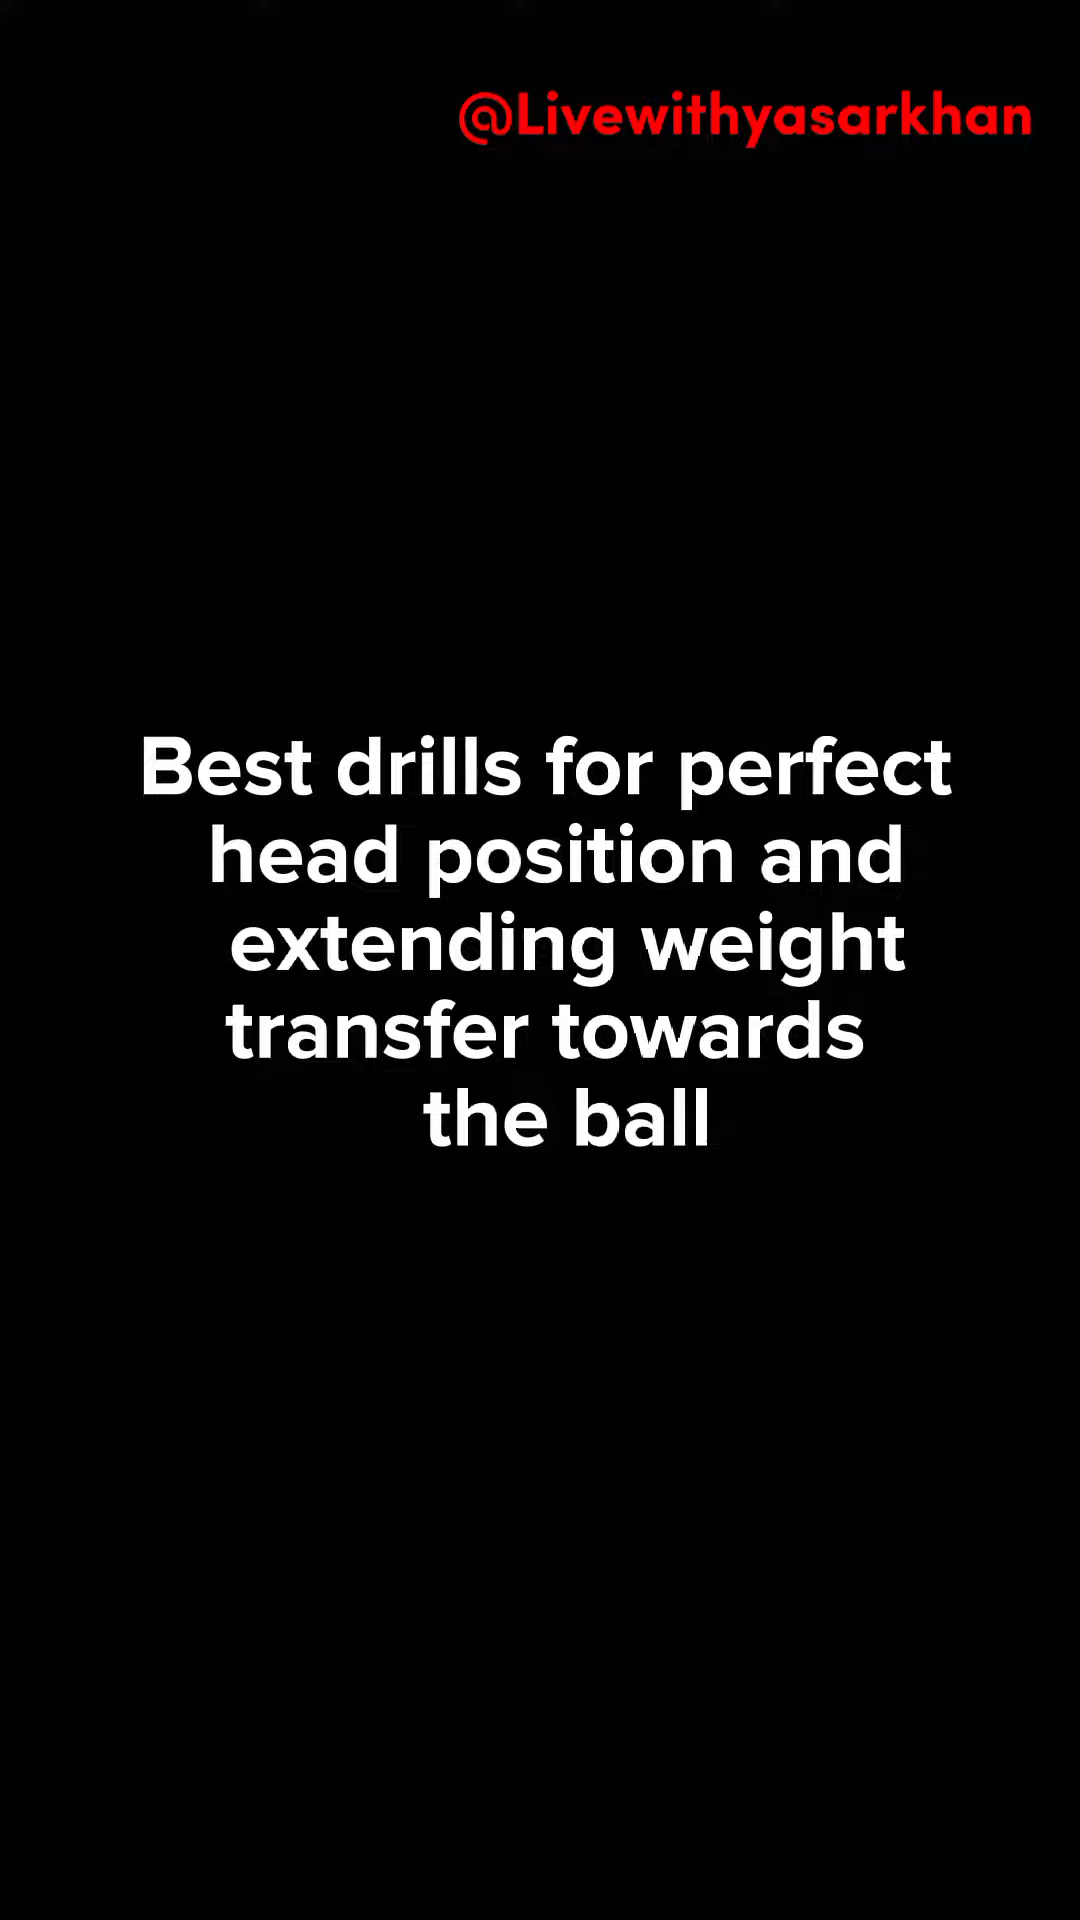 @Livewithyasarkhan
Best drills for perfect
head position and
extending weight
transfer towards
the ball